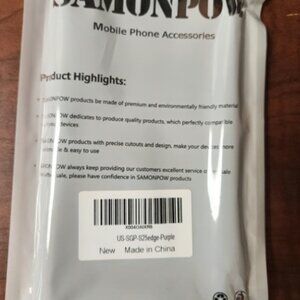 SAMONPOW
Mobile Phone Accessories
Product Highlights:
SAMONPOW products be made of premium and environmentally friendly material
dedicates to produce quality products, which perfectly compatible
devices
products with precise cutouts and design, make your devices more
& easy to use
SAMONPOW always keep providing our customers excellent service
sale, please have confidence in SAMONPOW products
US-SGP-S25edge-Purple
New Made in China